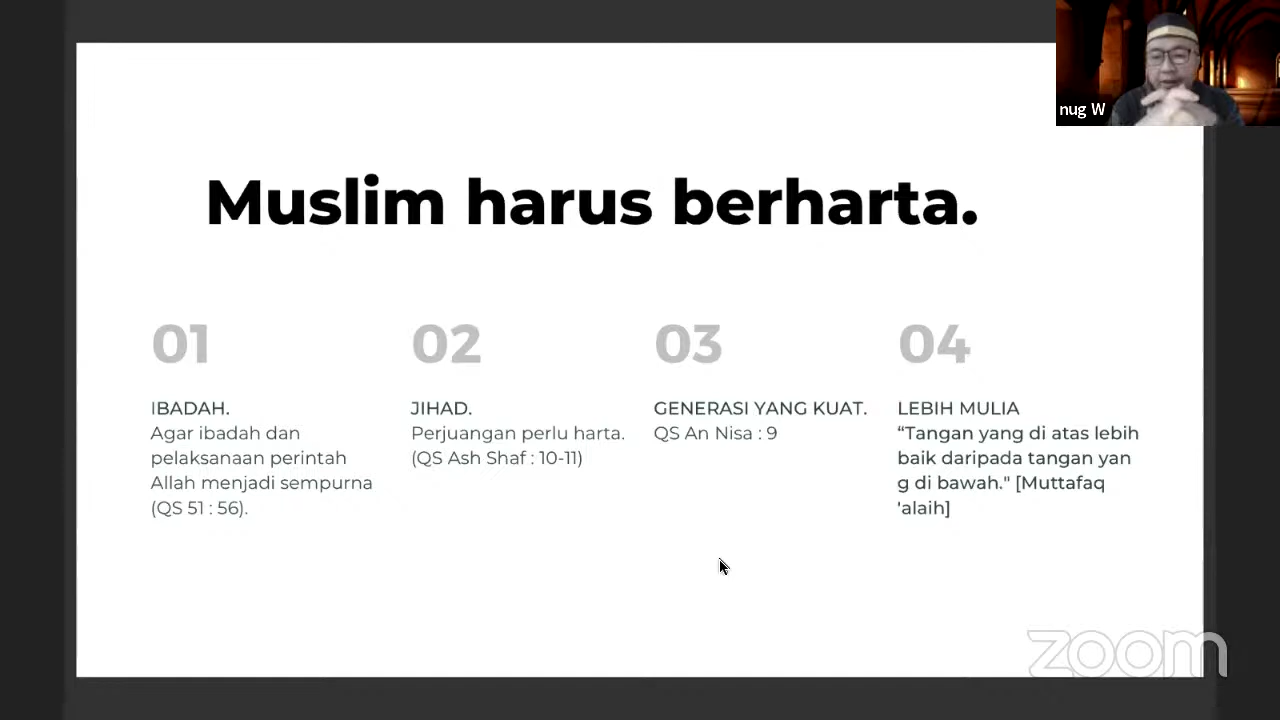 nug W
Muslim harus berharta.
01
IBADAH.
Agar ibadah dan
pelaksanaan perintah
Allah menjadi sempurna
(QS 51 : 56).
02
JIHAD.
Perjuangan perlu harta.
(QS Ash Shaf : 10-11)
03
GENERASI YANG KUAT.
QS An Nisa : 9
04
LEBIH MULIA
“Tangan yang di atas lebih
baik daripada tangan yan
g di bawah." [Muttafaq
'alaih]
zoom